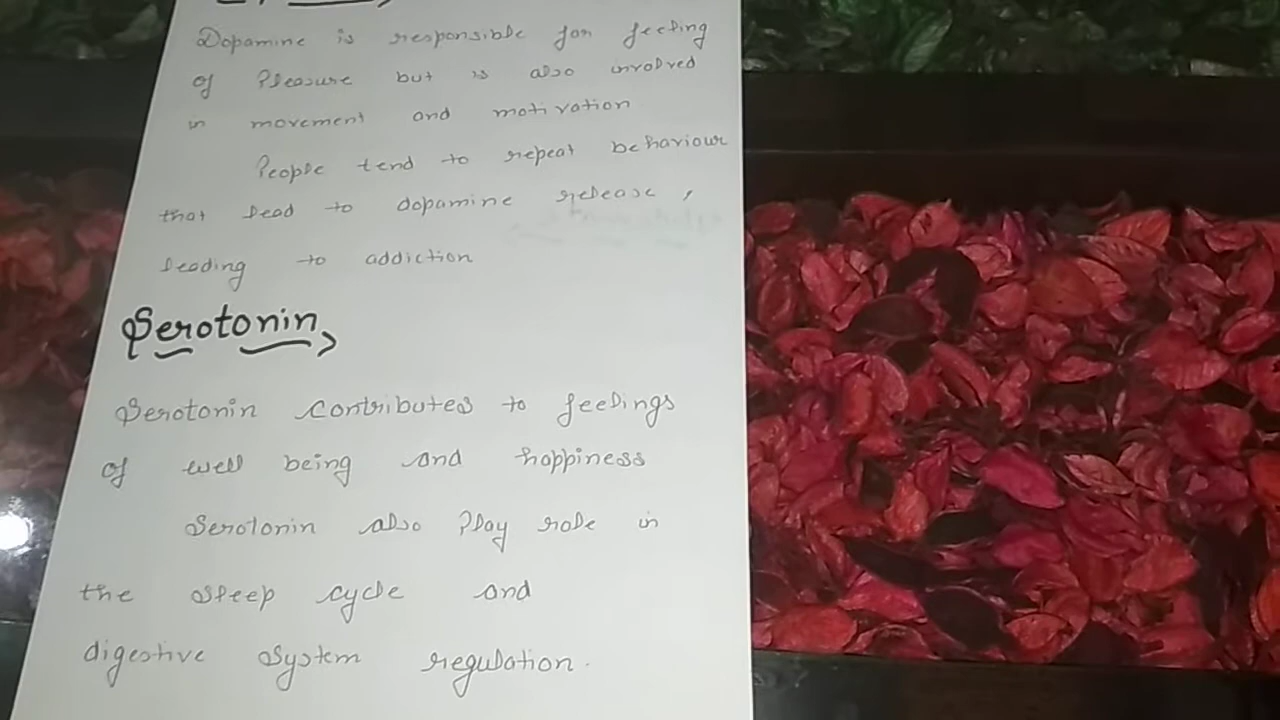 Dopamine is responsible for feeling
of Pleasure but is also involved
in movement and motivation
People tend to repeat behaviour
that lead to dopamine release,
leading to addiction
Serotonin
Serotonin contributes to feelings
of well being and happiness
Serotonin also Play role in
the sleep cycle and
digestive system regulation.